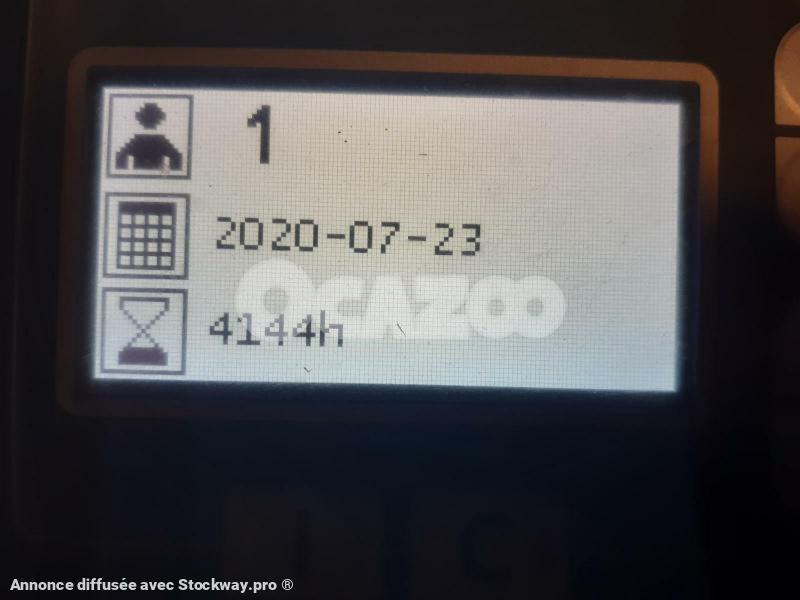 1
2020-07-23
OCAZOO
4144h
Annonce diffusée avec Stockway.pro ®